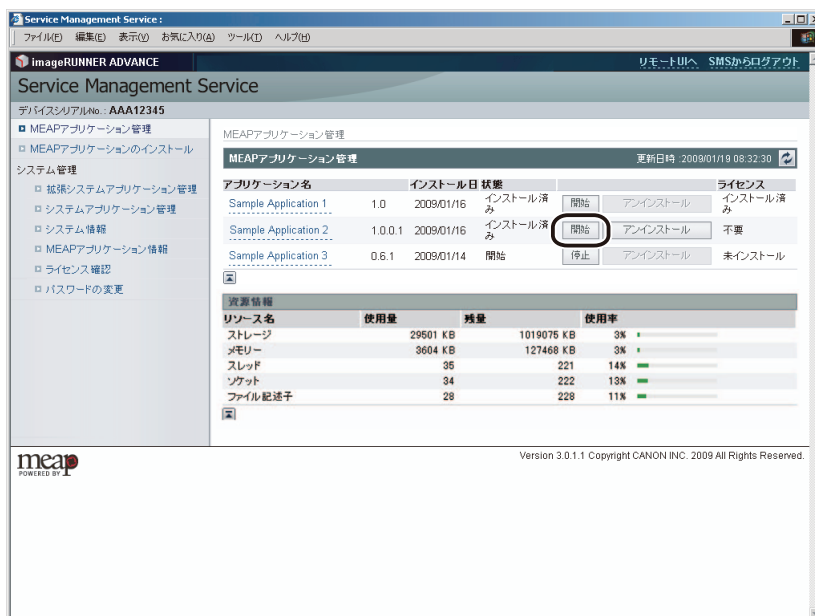 Service Management Service :
ファイル(F) 編集(E) 表示(V) お気に入り(A) ツール(T) ヘルプ(H)
imageRUNNER ADVANCE リモートUIへ SMSからログアウト
Service Management Service
デバイスシリアルNo. : AAA12345
MEAPアプリケーション管理
MEAPアプリケーションのインストール
システム管理
拡張システムアプリケーション管理
システムアプリケーション管理
システム情報
MEAPアプリケーション情報
ライセンス確認
パスワードの変更
MEAPアプリケーション管理
MEAPアプリケーション管理 更新日時 :2009/01/19 08:32:30
アプリケーション名 インストール日 状態 ライセンス
Sample Application 1 1.0 2009/01/16 インストール済み 開始 アンインストール インストール済み
Sample Application 2 1.0.0.1 2009/01/16 インストール済み 開始 アンインストール 不要
Sample Application 3 0.6.1 2009/01/14 開始 停止 アンインストール 未インストール
資源情報
リソース名 使用量 残量 使用率
ストレージ 29501 KB 1019075 KB 3%
メモリー 3604 KB 127468 KB 3%
スレッド 35 221 14%
ソケット 34 222 13%
ファイル記述子 28 228 11%
meap
POWERED BY
Version 3.0.1.1 Copyright CANON INC. 2009 All Rights Reserved.